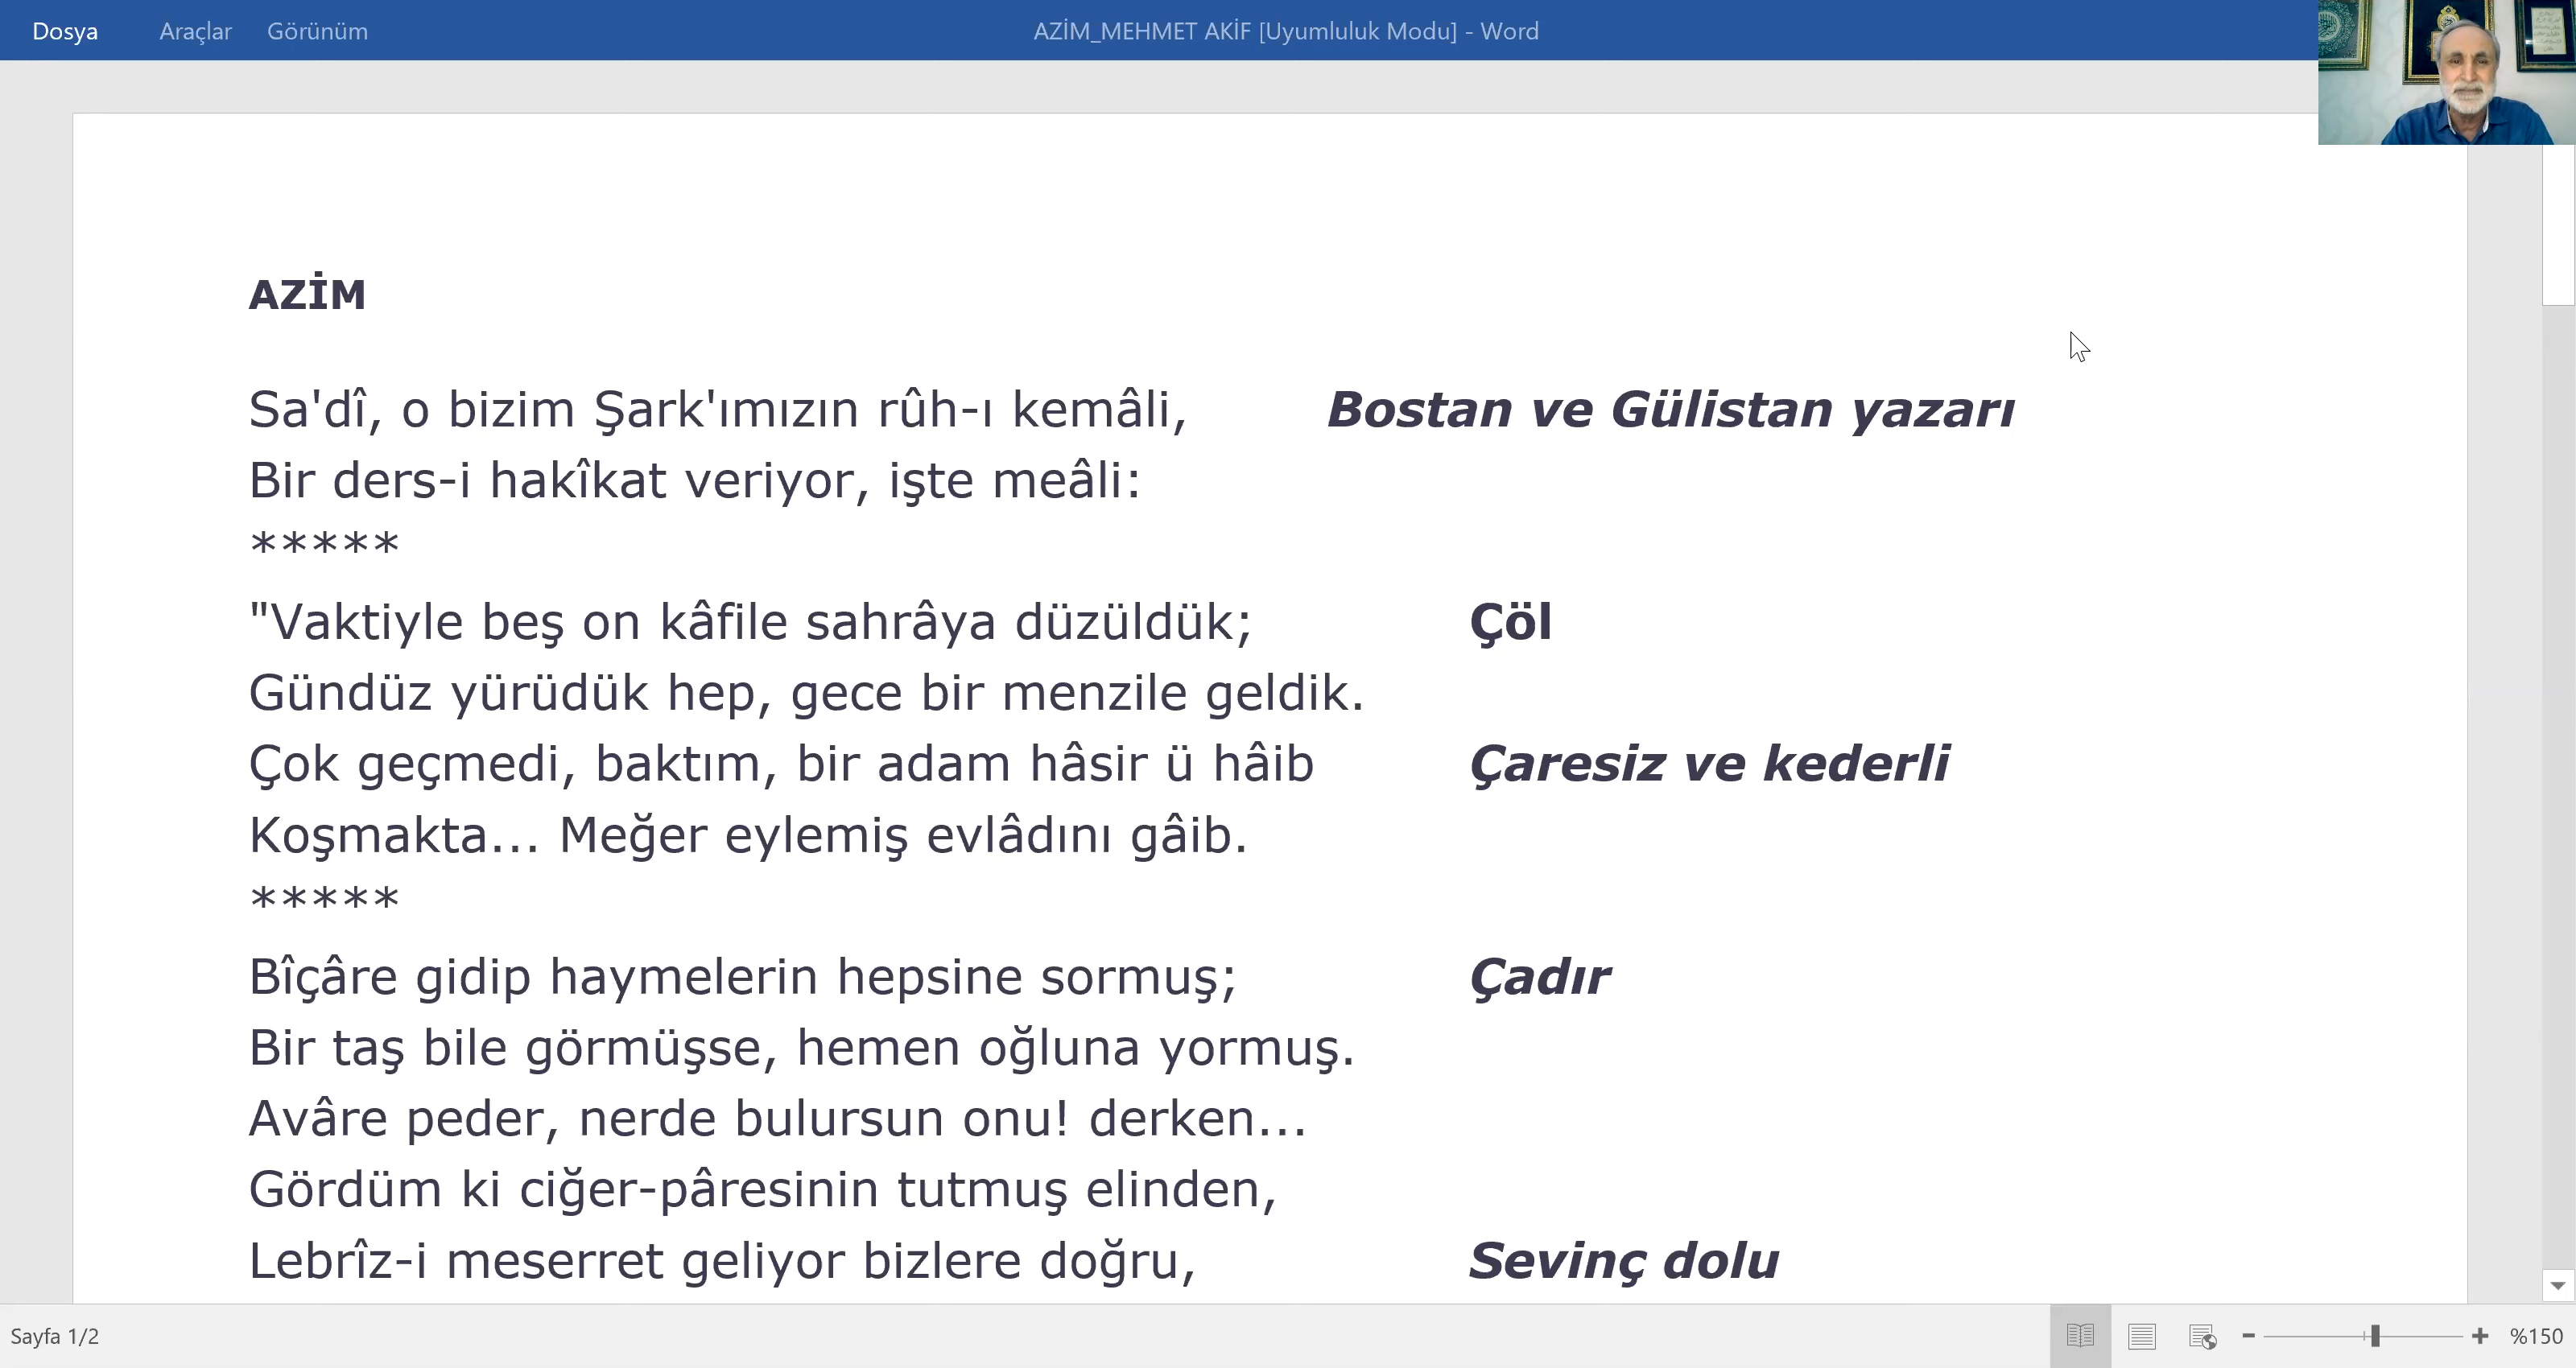 Dosya Araçlar Görünüm AZİM_MEHMET AKİF [Uyumluluk Modu] - Word
AZİM
Sa'dî, o bizim Şark'ımızın rûh-ı kemâli, Bostan ve Gülistan yazarı
Bir ders-i hakîkat veriyor, işte meâli:
*****
"Vaktiyle beş on kâfile sahrâya düzüldük; Çöl
Gündüz yürüdük hep, gece bir menzile geldik.
Çok geçmedi, baktım, bir adam hâsir ü hâib Çaresiz ve kederli
Koşmakta... Meğer eylemiş evlâdını gâib.
*****
Bîçâre gidip haymelerin hepsine sormuş; Çadır
Bir taş bile görmüşse, hemen oğluna yormuş.
Avâre peder, nerde bulursun onu! derken...
Gördüm ki ciğer-pâresinin tutmuş elinden,
Lebrîz-i meserret geliyor bizlere doğru, Sevinç dolu
Sayfa 1/2 %150